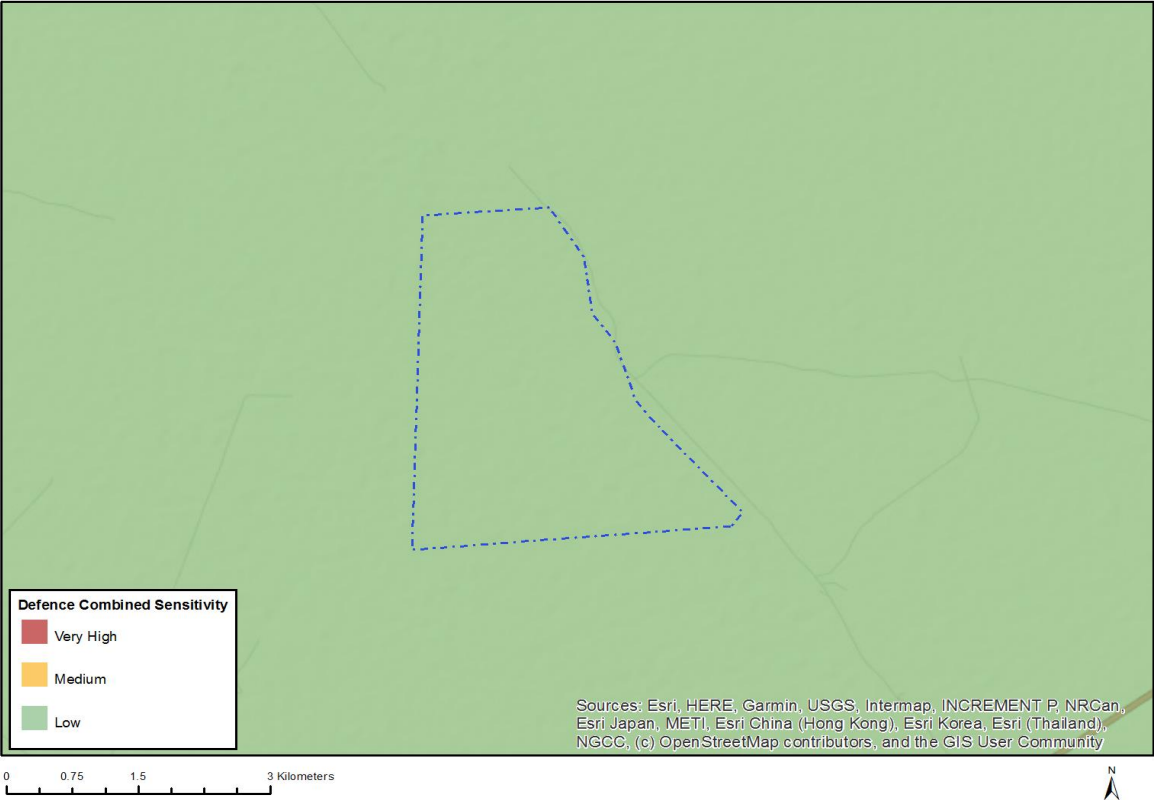 Defence Combined Sensitivity
Very High
Medium
Low
Sources: Esri, HERE, Garmin, USGS, Intermap, INCREMENT P, NRCan,
Esri Japan, METI, Esri China (Hong Kong), Esri Korea, Esri (Thailand),
NGCC, (c) OpenStreetMap contributors, and the GIS User Community
0 0.75 1.5 3 Kilometers
N